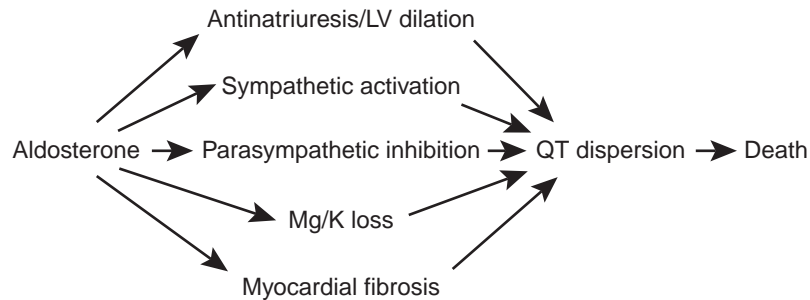 Antinatriuresis/LV dilation
Sympathetic activation
Aldosterone Parasympathetic inhibition QT dispersion Death
Mg/K loss
Myocardial fibrosis